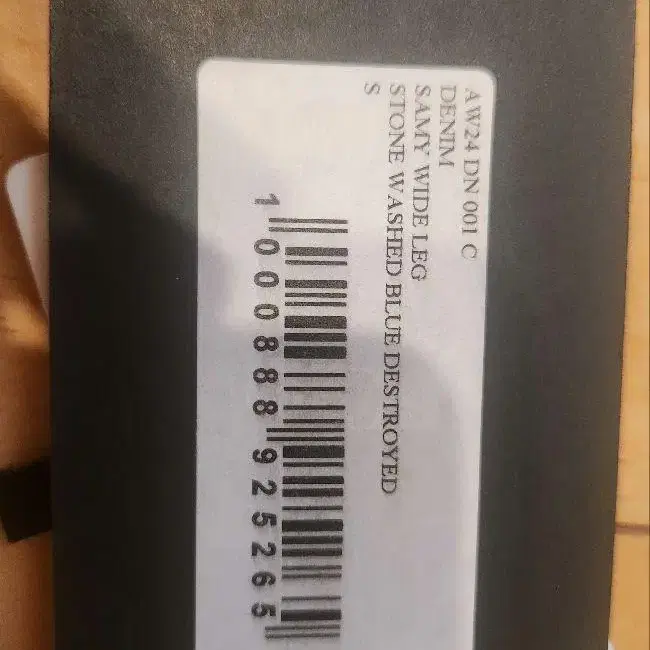 AW24 DN 001 C
DENIM
SAMY WIDE LEG
STONE WASHED BLUE DESTROYED
S
1000888925265